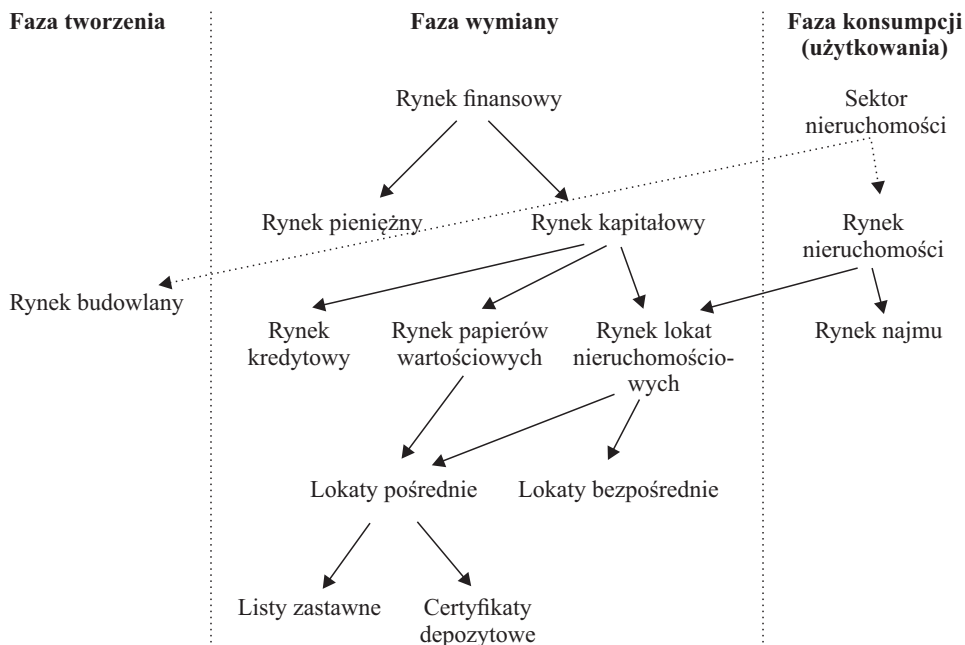 Faza tworzenia
Faza wymiany
Faza konsumpcji
(użytkowania)
Rynek finansowy
Sektor
nieruchomości
Rynek pieniężny
Rynek kapitałowy
Rynek
nieruchomości
Rynek budowlany
Rynek
kredytowy
Rynek papierów
wartościowych
Rynek lokat
nieruchomościo-
wych
Rynek najmu
Lokaty pośrednie
Lokaty bezpośrednie
Listy zastawne
Certyfikaty
depozytowe